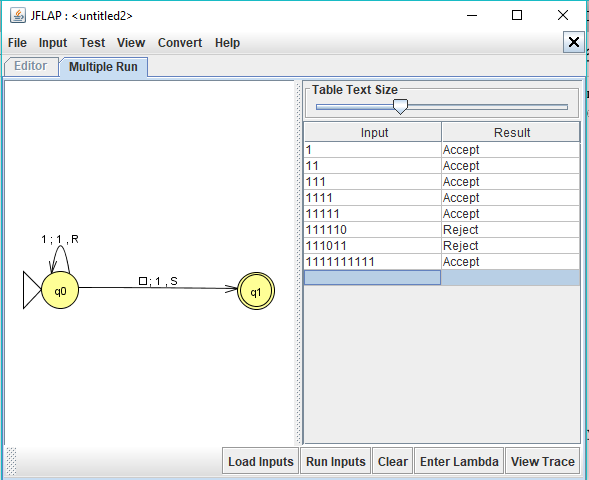 JFLAP : <untitled2>
File Input Test View Convert Help
Editor Multiple Run
Table Text Size
Input Result
1 Accept
11 Accept
111 Accept
1111 Accept
11111 Accept
111110 Reject
111011 Reject
1111111111 Accept
1 ; 1 , R
□ ; 1 , S
q0
q1
Load Inputs Run Inputs Clear Enter Lambda View Trace